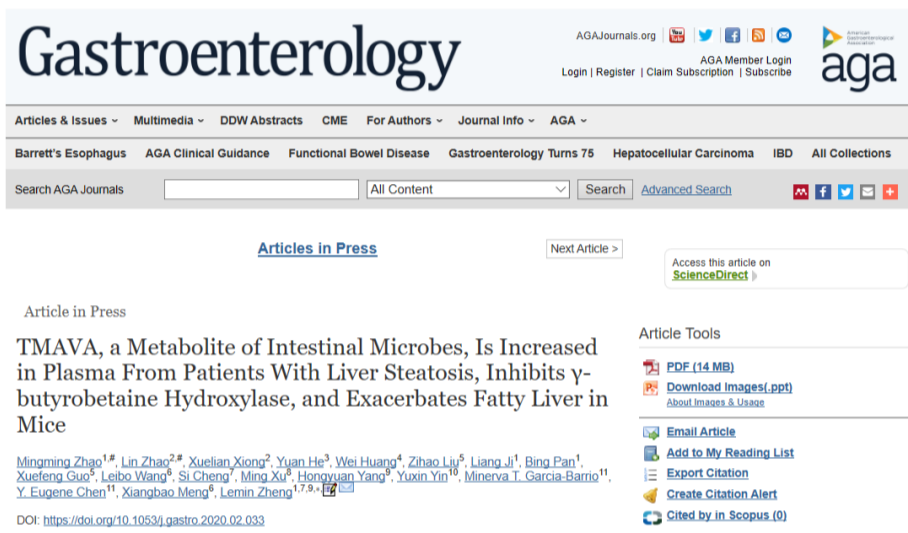 Gastroenterology
AGAJournals.org
You Tube
AGA Member Login
Login | Register | Claim Subscription | Subscribe
American Gastroenterological Association
aga
Articles & Issues Multimedia DDW Abstracts CME For Authors Journal Info AGA
Barrett's Esophagus AGA Clinical Guidance Functional Bowel Disease Gastroenterology Turns 75 Hepatocellular Carcinoma IBD All Collections
Search AGA Journals All Content Search Advanced Search
Articles in Press
Next Article >
Access this article on
ScienceDirect
Article in Press
TMAVA, a Metabolite of Intestinal Microbes, Is Increased
in Plasma From Patients With Liver Steatosis, Inhibits γ-
butyrobetaine Hydroxylase, and Exacerbates Fatty Liver in
Mice
Mingming Zhao1,#, Lin Zhao2,#, Xuelian Xiong2, Yuan He3, Wei Huang4, Zihao Liu5, Liang Ji1, Bing Pan1,
Xuefeng Guo5, Leibo Wang6, Si Cheng7, Ming Xu8, Hongyuan Yang9, Yuxin Yin10, Minerva T. Garcia-Barrio11,
Y. Eugene Chen11, Xiangbao Meng6, Lemin Zheng1,7,9,*
DOI: https://doi.org/10.1053/j.gastro.2020.02.033
Article Tools
PDF (14 MB)
Download Images(.ppt)
About Images & Usage
Email Article
Add to My Reading List
Export Citation
Create Citation Alert
Cited by in Scopus (0)